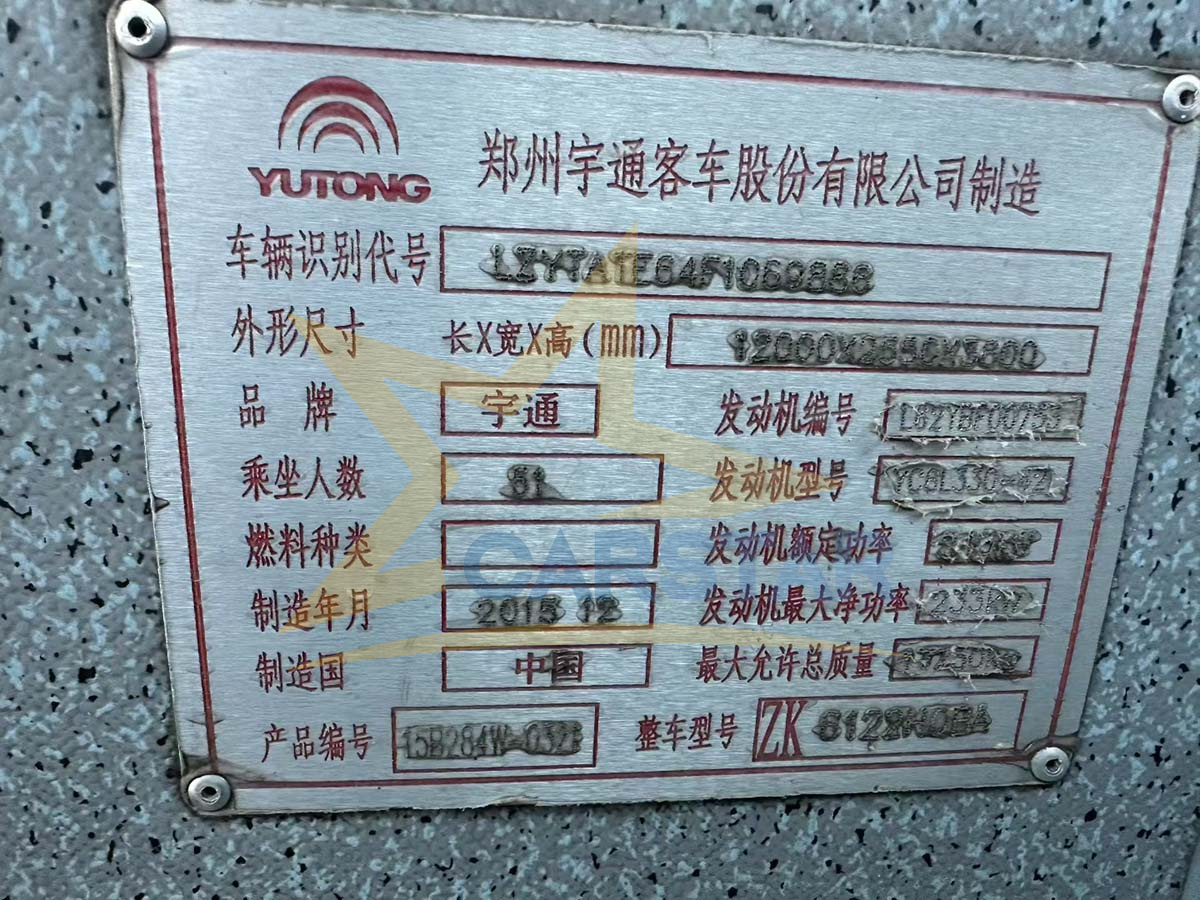 YUTONG 郑州宇通客车股份有限公司制造
车辆识别代号 LZYTATE64F1069888
外形尺寸 长X宽X高(mm) 12000X2550X3800
品牌 宇通 发动机编号
乘坐人数 51 发动机型号 YC6L330-42
燃料种类 发动机额定功率
制造年月 2015 12 发动机最大净功率 233KW
制造国 中国 最大允许总质量
产品编号 整车型号 ZK